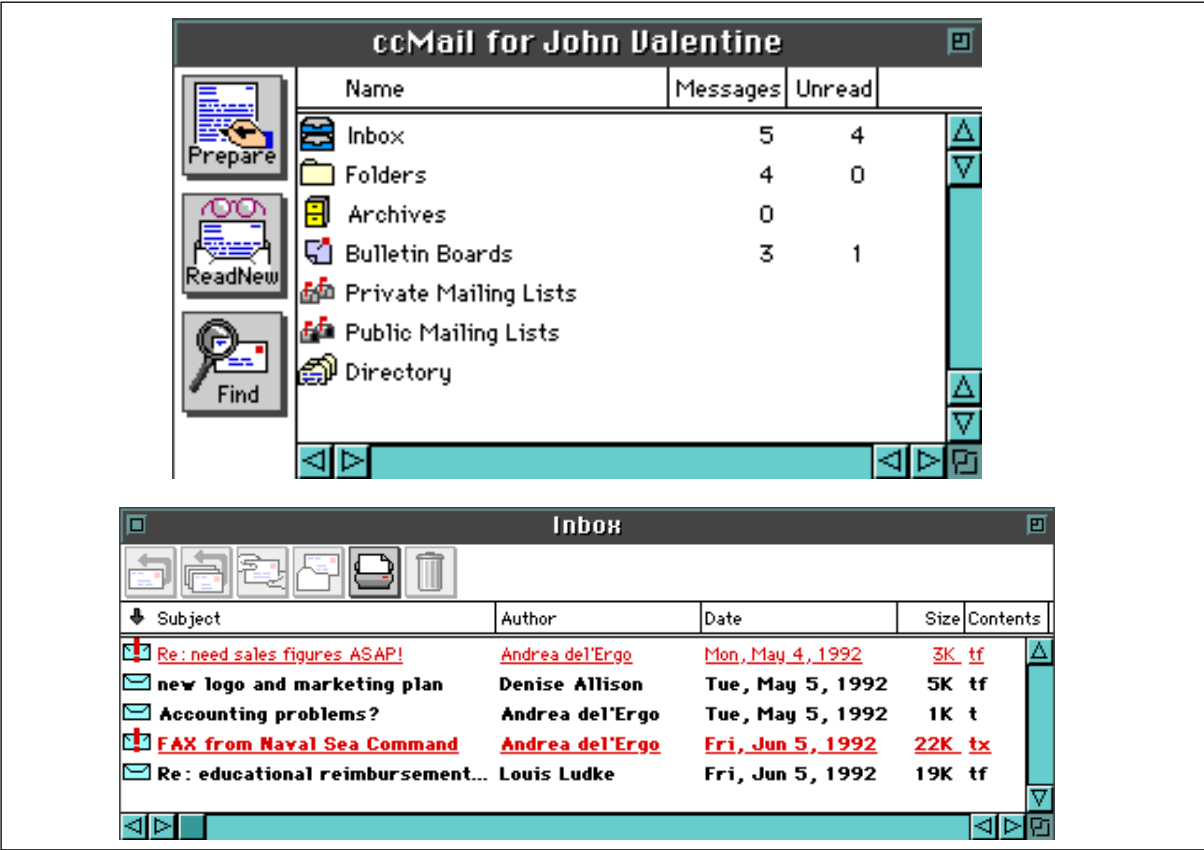 ccMail for John Valentine
Name Messages Unread
Prepare
Inbox 5 4
Folders 4 0
Archives 0
ReadNew
Bulletin Boards 3 1
Private Mailing Lists
Public Mailing Lists
Directory
Find
Inbox
Subject Author Date Size Contents
Re: need sales figures ASAP! Andrea del'Ergo Mon, May 4, 1992 3K tf
new logo and marketing plan Denise Allison Tue, May 5, 1992 5K tf
Accounting problems? Andrea del'Ergo Tue, May 5, 1992 1K t
FAX from Naval Sea Command Andrea del'Ergo Fri, Jun 5, 1992 22K tx
Re: educational reimbursement... Louis Ludke Fri, Jun 5, 1992 19K tf